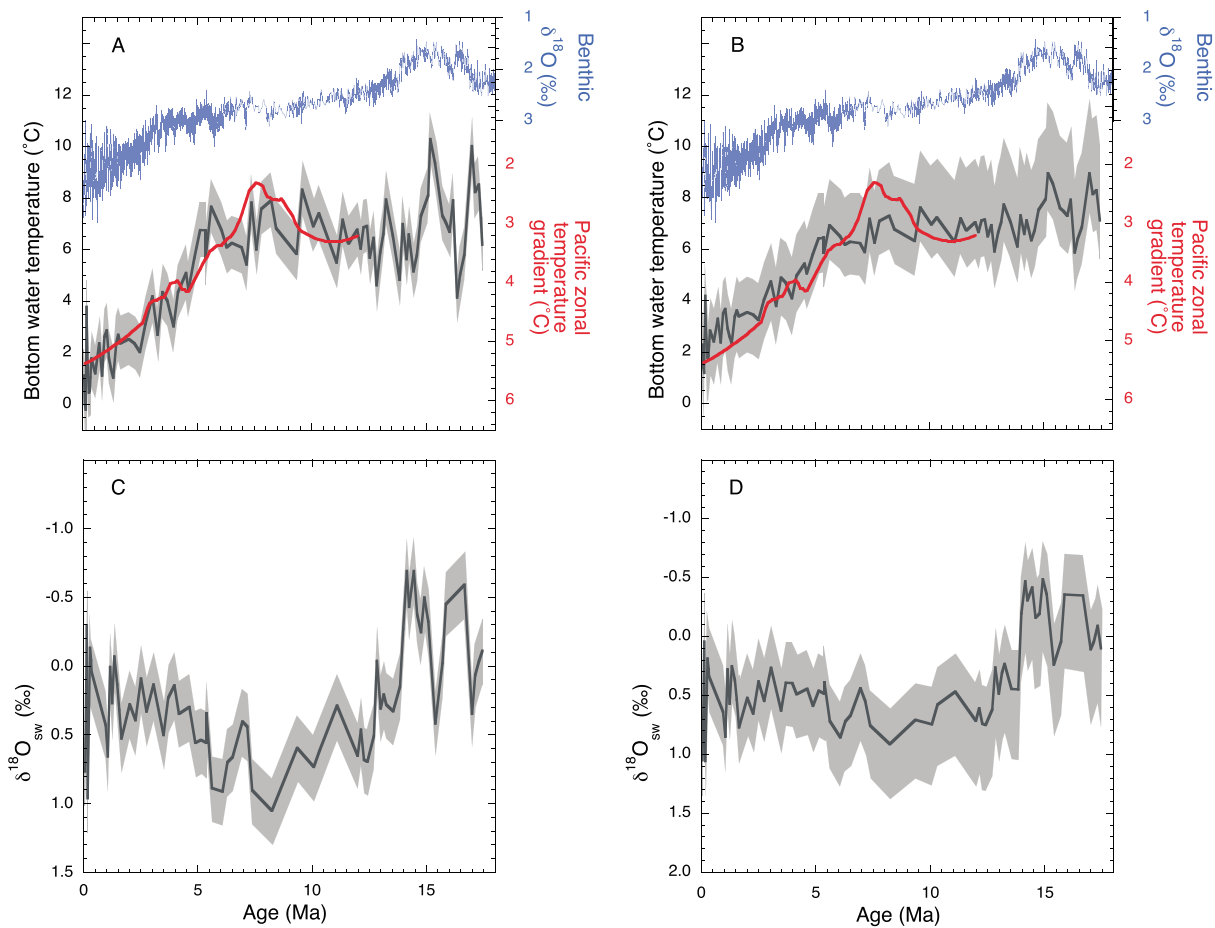 A
12
10
8
6
4
2
0
Bottom water temperature (˚C)
1
2
3
Benthic
δ18O (‰)
2
3
4
5
6
Pacific zonal
temperature
gradient (˚C)
B
12
10
8
6
4
2
0
Bottom water temperature (˚C)
1
2
3
Benthic
δ18O (‰)
2
3
4
5
6
Pacific zonal
temperature
gradient (˚C)
C
-1.0
-0.5
0.0
0.5
1.0
1.5
δ18Osw (‰)
0
5
10
15
Age (Ma)
D
-1.0
-0.5
0.0
0.5
1.0
1.5
2.0
δ18Osw (‰)
0
5
10
15
Age (Ma)